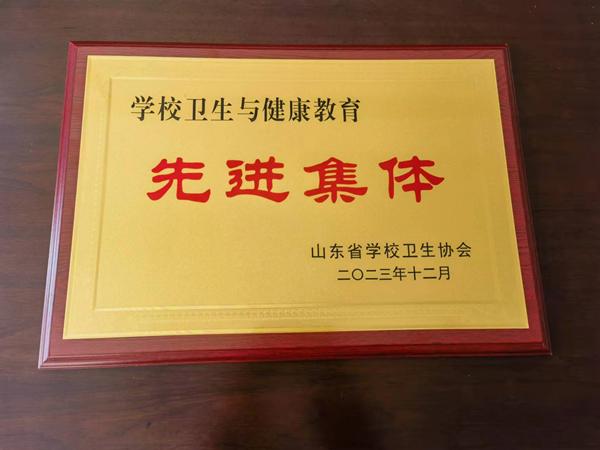 学校卫生与健康教育
先进集体
山东省学校卫生协会
二〇二三年十二月